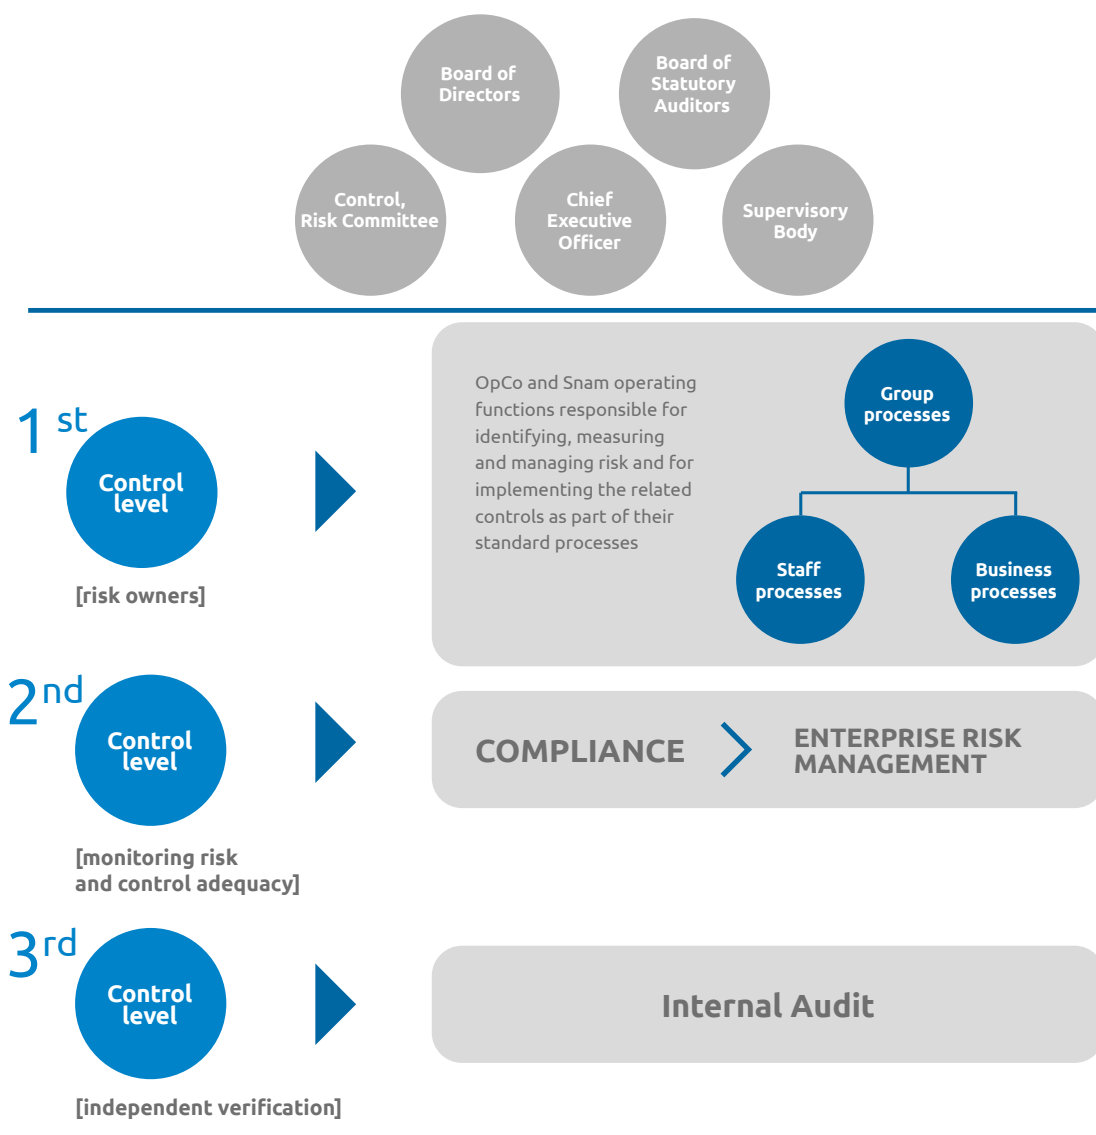 Board of
Directors
Board of
Statutory
Auditors
Control,
Risk Committee
Chief
Executive
Officer
Supervisory
Body
1st
Control
level
[risk owners]
OpCo and Snam operating
functions responsible for
identifying, measuring
and managing risk and for
implementing the related
controls as part of their
standard processes
Group
processes
Staff
processes
Business
processes
2nd
Control
level
[monitoring risk
and control adequacy]
COMPLIANCE
ENTERPRISE RISK
MANAGEMENT
3rd
Control
level
[independent verification]
Internal Audit